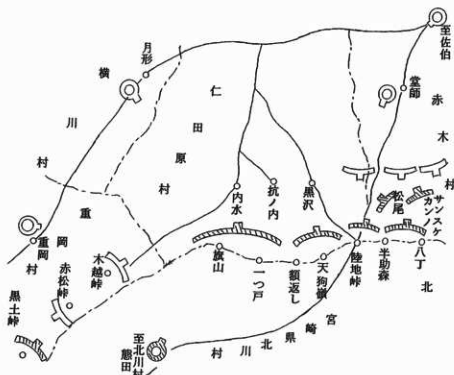 至佐伯
堂師
赤木村
月形
横川村
仁田原村
内水
抗ノ内
黒沢
松尾
サンスケカンノ
重岡村
重岡
木越峠
赤松峠
黒土峠
旗山
一つ戸
額返し
天狗嶺
陸地峠
半助森
八丁
宮崎県北川村
北
至北川村熊田